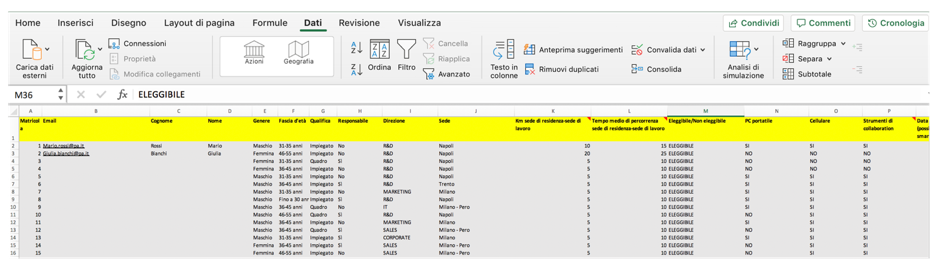 Home Inserisci Disegno Layout di pagina Formule Dati Revisione Visualizza Condividi Commenti Cronologia
Carica dati esterni
Aggiorna tutto
Connessioni
Proprietà
Modifica collegamenti
Azioni
Geografia
Ordina
Filtro
Cancella
Riapplica
Avanzato
Testo in colonne
Anteprima suggerimenti
Rimuovi duplicati
Convalida dati
Consolida
Analisi di simulazione
Raggruppa
Separa
Subtotale
M36 fx ELEGGIBILE
A B C D E F G H I J K L M N O P
1 Matricola Email Cognome Nome Genere Fascia d'età Qualifica Responsabile Direzione Sede Km sede di residenza-sede di lavoro Tempo medio di percorrenza sede di residenza-sede di lavoro Eleggibile/Non eleggibile PC portatile Cellulare Strumenti di collaboration Data
2 1 Mario.rossi@pa.it Rossi Mario Maschio 31-35 anni Impiegato No R&D Napoli 10 15 ELEGGIBILE SI SI SI
3 2 Giulia.bianchi@pa.it Bianchi Giulia Femmina 46-55 anni Impiegato No R&D Napoli 20 25 ELEGGIBILE NO NO NO
4 3 Maschio 31-35 anni Quadro SI R&D Napoli 5 10 ELEGGIBILE NO NO NO
5 4 Femmina 36-45 anni Impiegato No R&D Napoli 5 10 ELEGGIBILE NO NO NO
6 5 Maschio 31-35 anni Impiegato No R&D Napoli 5 10 ELEGGIBILE SI SI SI
7 6 Maschio 36-45 anni Impiegato SI R&D Trento 5 10 ELEGGIBILE SI SI SI
8 7 Maschio 31-35 anni Impiegato No MARKETING Milano 5 10 ELEGGIBILE SI SI SI
9 8 Maschio Fino a 30 anr Impiegato SI R&D Napoli 5 10 ELEGGIBILE SI SI SI
10 9 Maschio 36-45 anni Quadro No IT Milano - Pero 5 10 ELEGGIBILE NO SI SI
11 10 Maschio 46-55 anni Quadro SI R&D Napoli 5 10 ELEGGIBILE NO SI SI
12 11 Maschio 36-45 anni Impiegato No MARKETING Milano 5 10 ELEGGIBILE SI SI SI
13 12 Maschio 36-45 anni Quadro SI SALES Milano - Pero 5 10 ELEGGIBILE NO SI SI
14 13 Maschio 31-35 anni Impiegato SI CORPORATE Milano 5 10 ELEGGIBILE SI SI SI
15 14 Femmina 36-45 anni Impiegato No SALES Milano - Pero 5 10 ELEGGIBILE NO SI SI
16 15 Femmina 46-55 anni Impiegato No SALES Milano - Pero 5 10 ELEGGIBILE NO SI SI